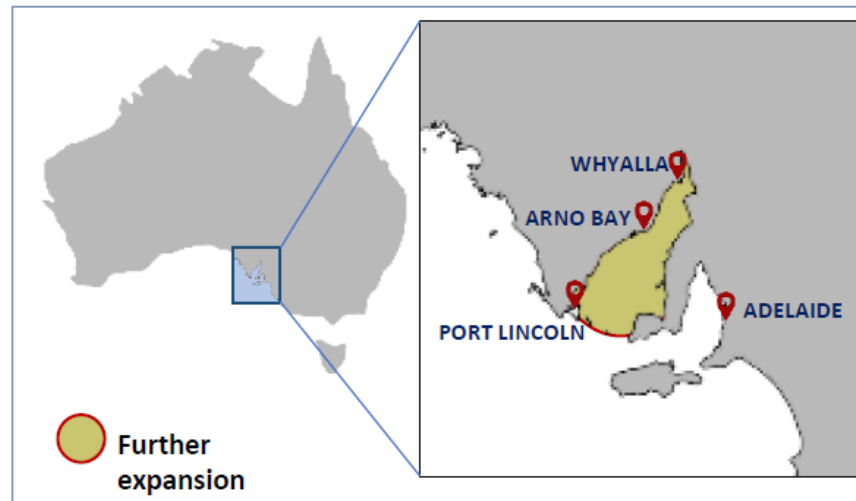 WHYALLA
ARNO BAY
ADELAIDE
PORT LINCOLN
Further
expansion